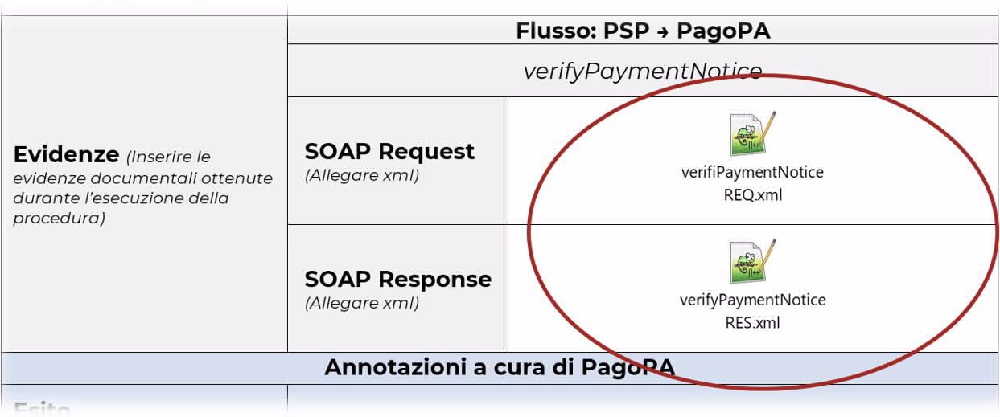 Flusso: PSP → PagoPA
verifyPaymentNotice
Evidenze (Inserire le
evidenze documentali ottenute
durante l'esecuzione della
procedura)
SOAP Request
(Allegare xml)
verifiPaymentNotice
REQ.xml
SOAP Response
(Allegare xml)
verifyPaymentNotice
RES.xml
Annotazioni a cura di PagoPA
Esito